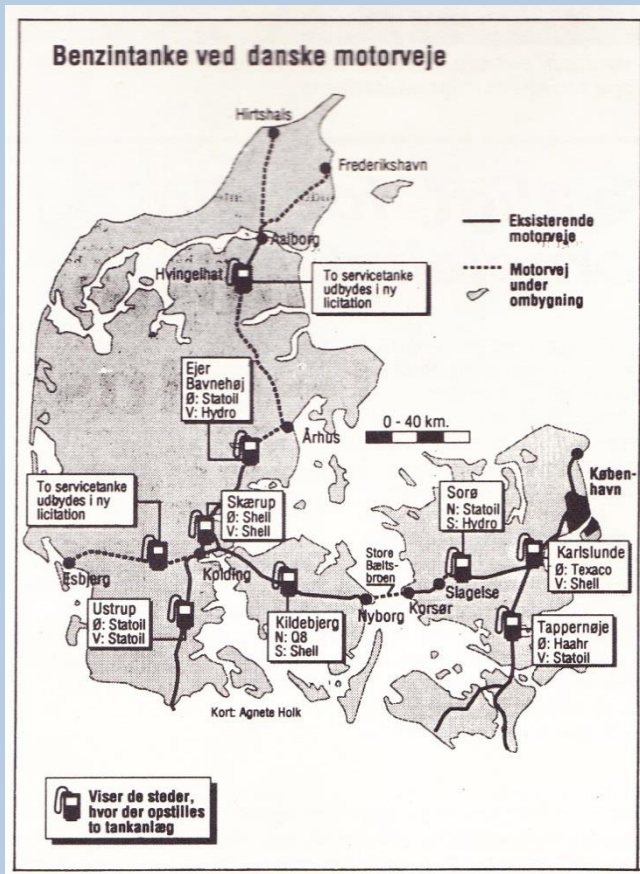 Benzintanke ved danske motorveje
Hirtshals
Frederikshavn
Aalborg
Eksisterende
motorveje
Motorvej
under
ombygning
Hvingelhat
To servicetanke
udbydes i ny
licitation
Ejer
Bavnehøj
Ø: Statoil
V: Hydro
Århus
0 - 40 km.
Køben-
havn
To servicetanke
udbydes i ny
licitation
Skærup
Ø: Shell
V: Shell
Sorø
N: Statoil
S: Hydro
Store
Bælts-
broen
Karlslunde
Ø: Texaco
V: Shell
Esbjerg
Kolding
Slagelse
Korsør
Nyborg
Ustrup
Ø: Statoil
V: Statoil
Kildebjerg
N: Q8
S: Shell
Tappernøje
Ø: Haahr
V: Statoil
Kort: Agnete Holk
Viser de steder,
hvor der opstilles
to tankanlæg